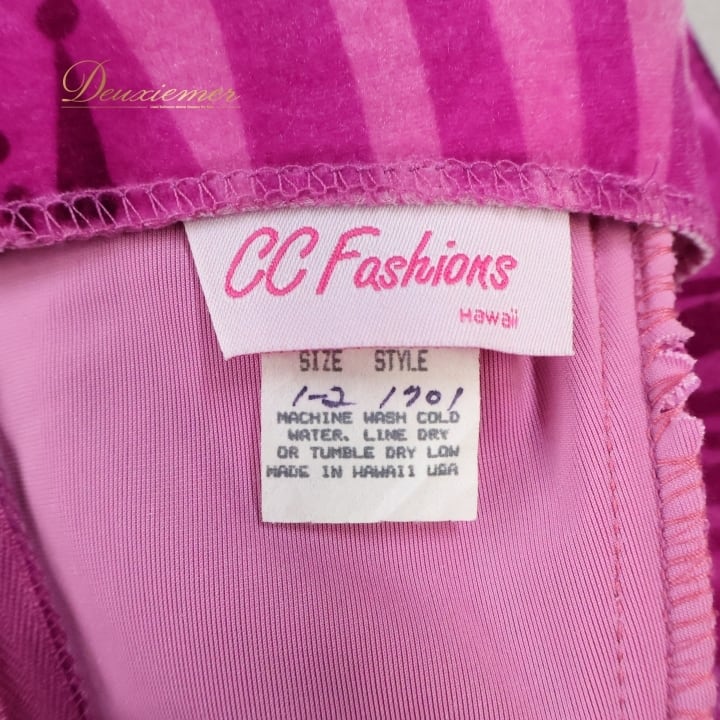 Deuxiemer
CC Fashions
Hawaii
SIZE STYLE
1-2 1701
MACHINE WASH COLD
WATER. LINE DRY
OR TUMBLE DRY LOW
MADE IN HAWAII USA